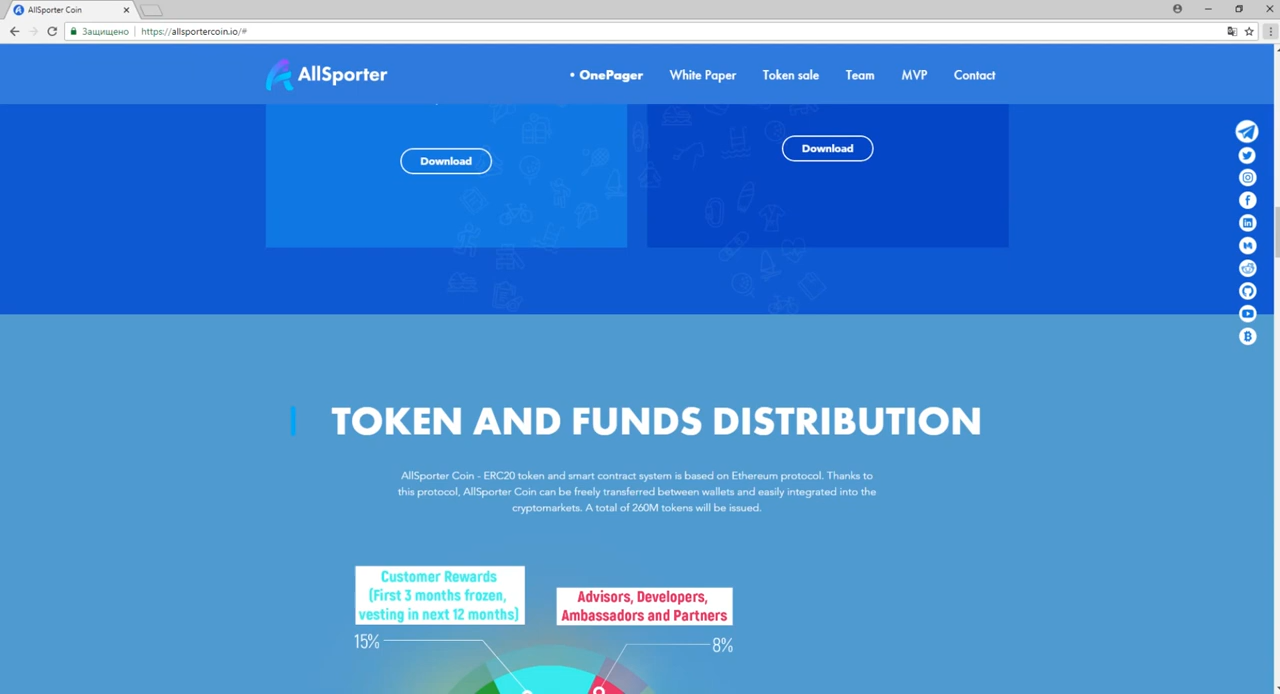 AllSporter Coin
Защищено
https://allsportercoin.io/#
AllSporter
• OnePager
White Paper
Token sale
Team
MVP
Contact
Download
Download
TOKEN AND FUNDS DISTRIBUTION
AllSporter Coin - ERC20 token and smart contract system is based on Ethereum protocol. Thanks to
this protocol, AllSporter Coin can be freely transferred between wallets and easily integrated into the
cryptomarkets. A total of 260M tokens will be issued.
Customer Rewards
(First 3 months frozen,
vesting in next 12 months)
15%
Advisors, Developers,
Ambassadors and Partners
8%